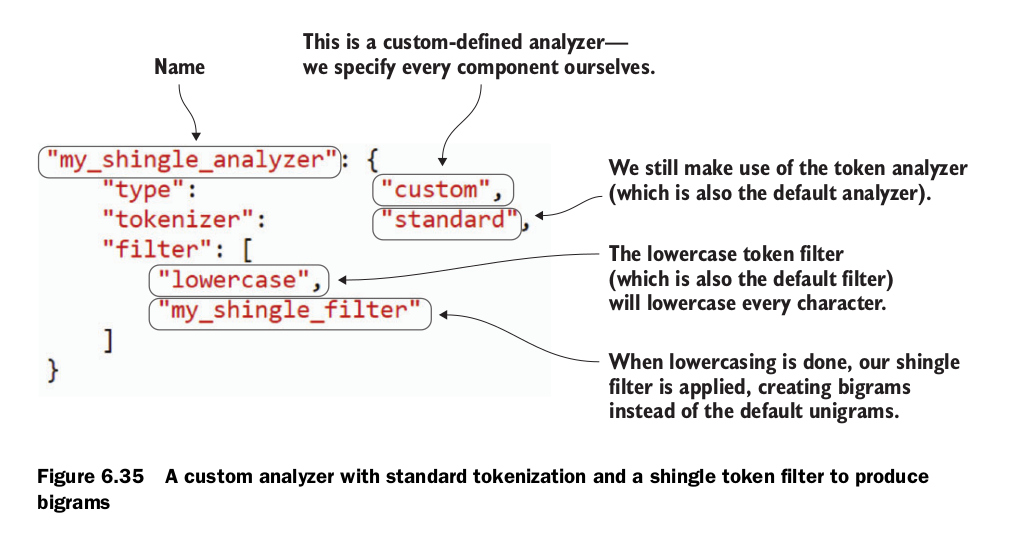 This is a custom-defined analyzer—
we specify every component ourselves.
Name
"my_shingle_analyzer": {
"type": "custom",
"tokenizer": "standard",
"filter": [
"lowercase",
"my_shingle_filter"
]
}
We still make use of the token analyzer
(which is also the default analyzer).
The lowercase token filter
(which is also the default filter)
will lowercase every character.
When lowercasing is done, our shingle
filter is applied, creating bigrams
instead of the default unigrams.
Figure 6.35 A custom analyzer with standard tokenization and a shingle token filter to produce
bigrams